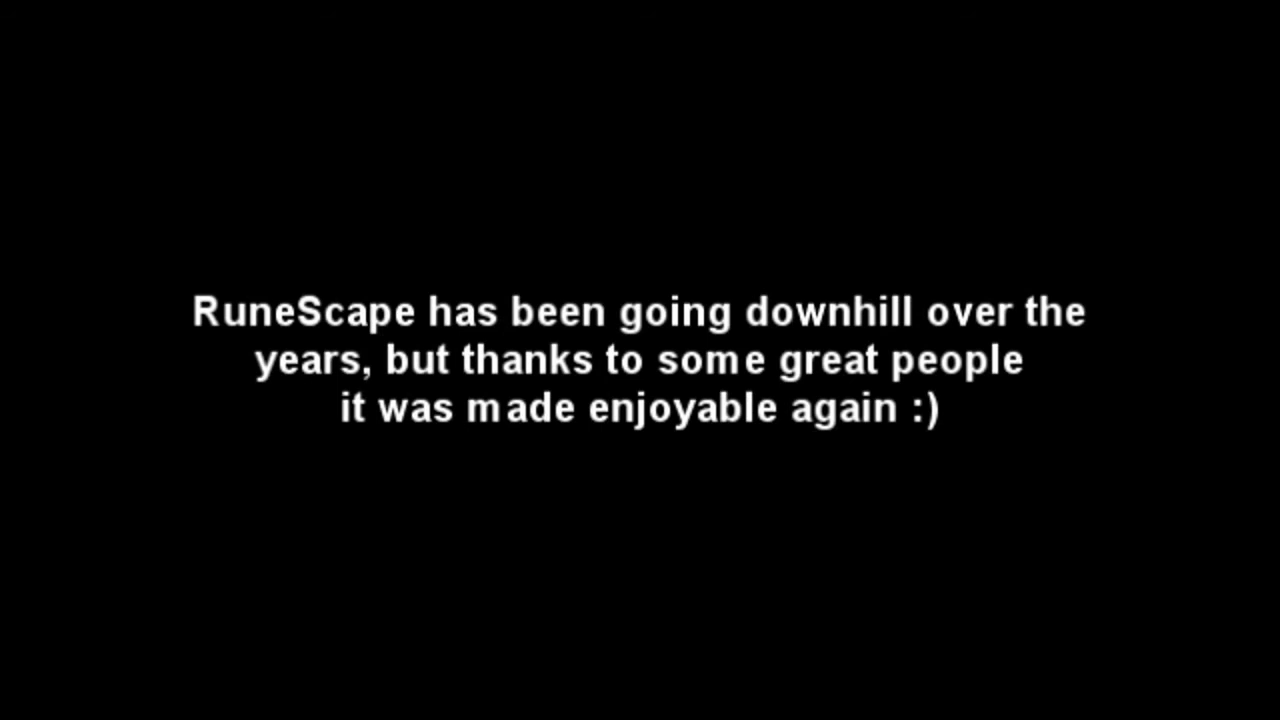 RuneScape has been going downhill over the
years, but thanks to some great people
it was made enjoyable again :)